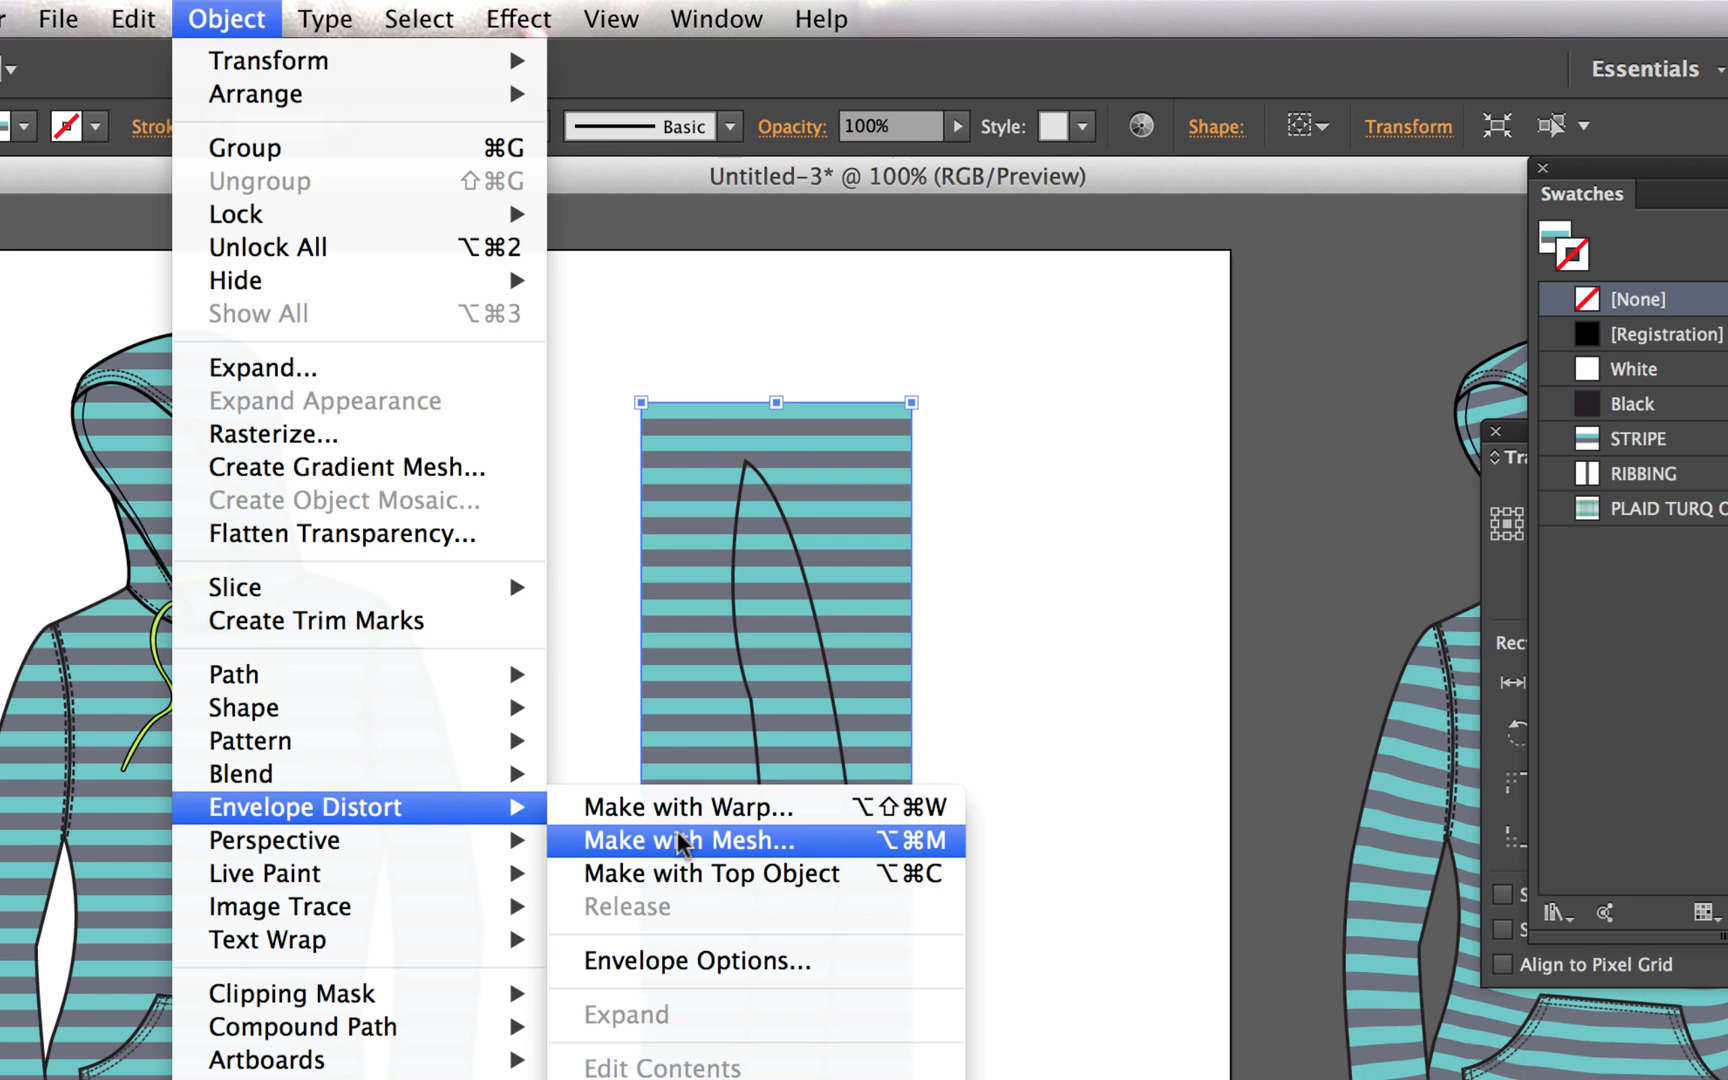 File Edit Object Type Select Effect View Window Help
Essentials
Basic Opacity: 100% Style: Shape: Transform
Untitled-3* @ 100% (RGB/Preview)
Transform
Arrange
Group ⌘G
Ungroup ⇧⌘G
Lock
Unlock All ⌥⌘2
Hide
Show All ⌥⌘3
Expand...
Expand Appearance
Rasterize...
Create Gradient Mesh...
Create Object Mosaic...
Flatten Transparency...
Slice
Create Trim Marks
Path
Shape
Pattern
Blend
Envelope Distort
Perspective
Live Paint
Image Trace
Text Wrap
Clipping Mask
Compound Path
Artboards
Make with Warp... ⌥⇧⌘W
Make with Mesh... ⌥⌘M
Make with Top Object ⌥⌘C
Release
Envelope Options...
Expand
Edit Contents
Swatches
[None]
[Registration]
White
Black
STRIPE
RIBBING
PLAID TURQ
Align to Pixel Grid